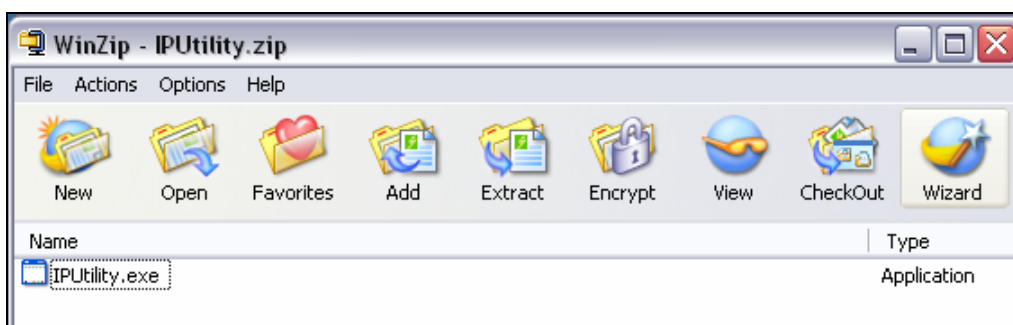 WinZip - IPUtility.zip
File Actions Options Help
New Open Favorites Add Extract Encrypt View CheckOut Wizard
Name Type
IPUtility.exe Application